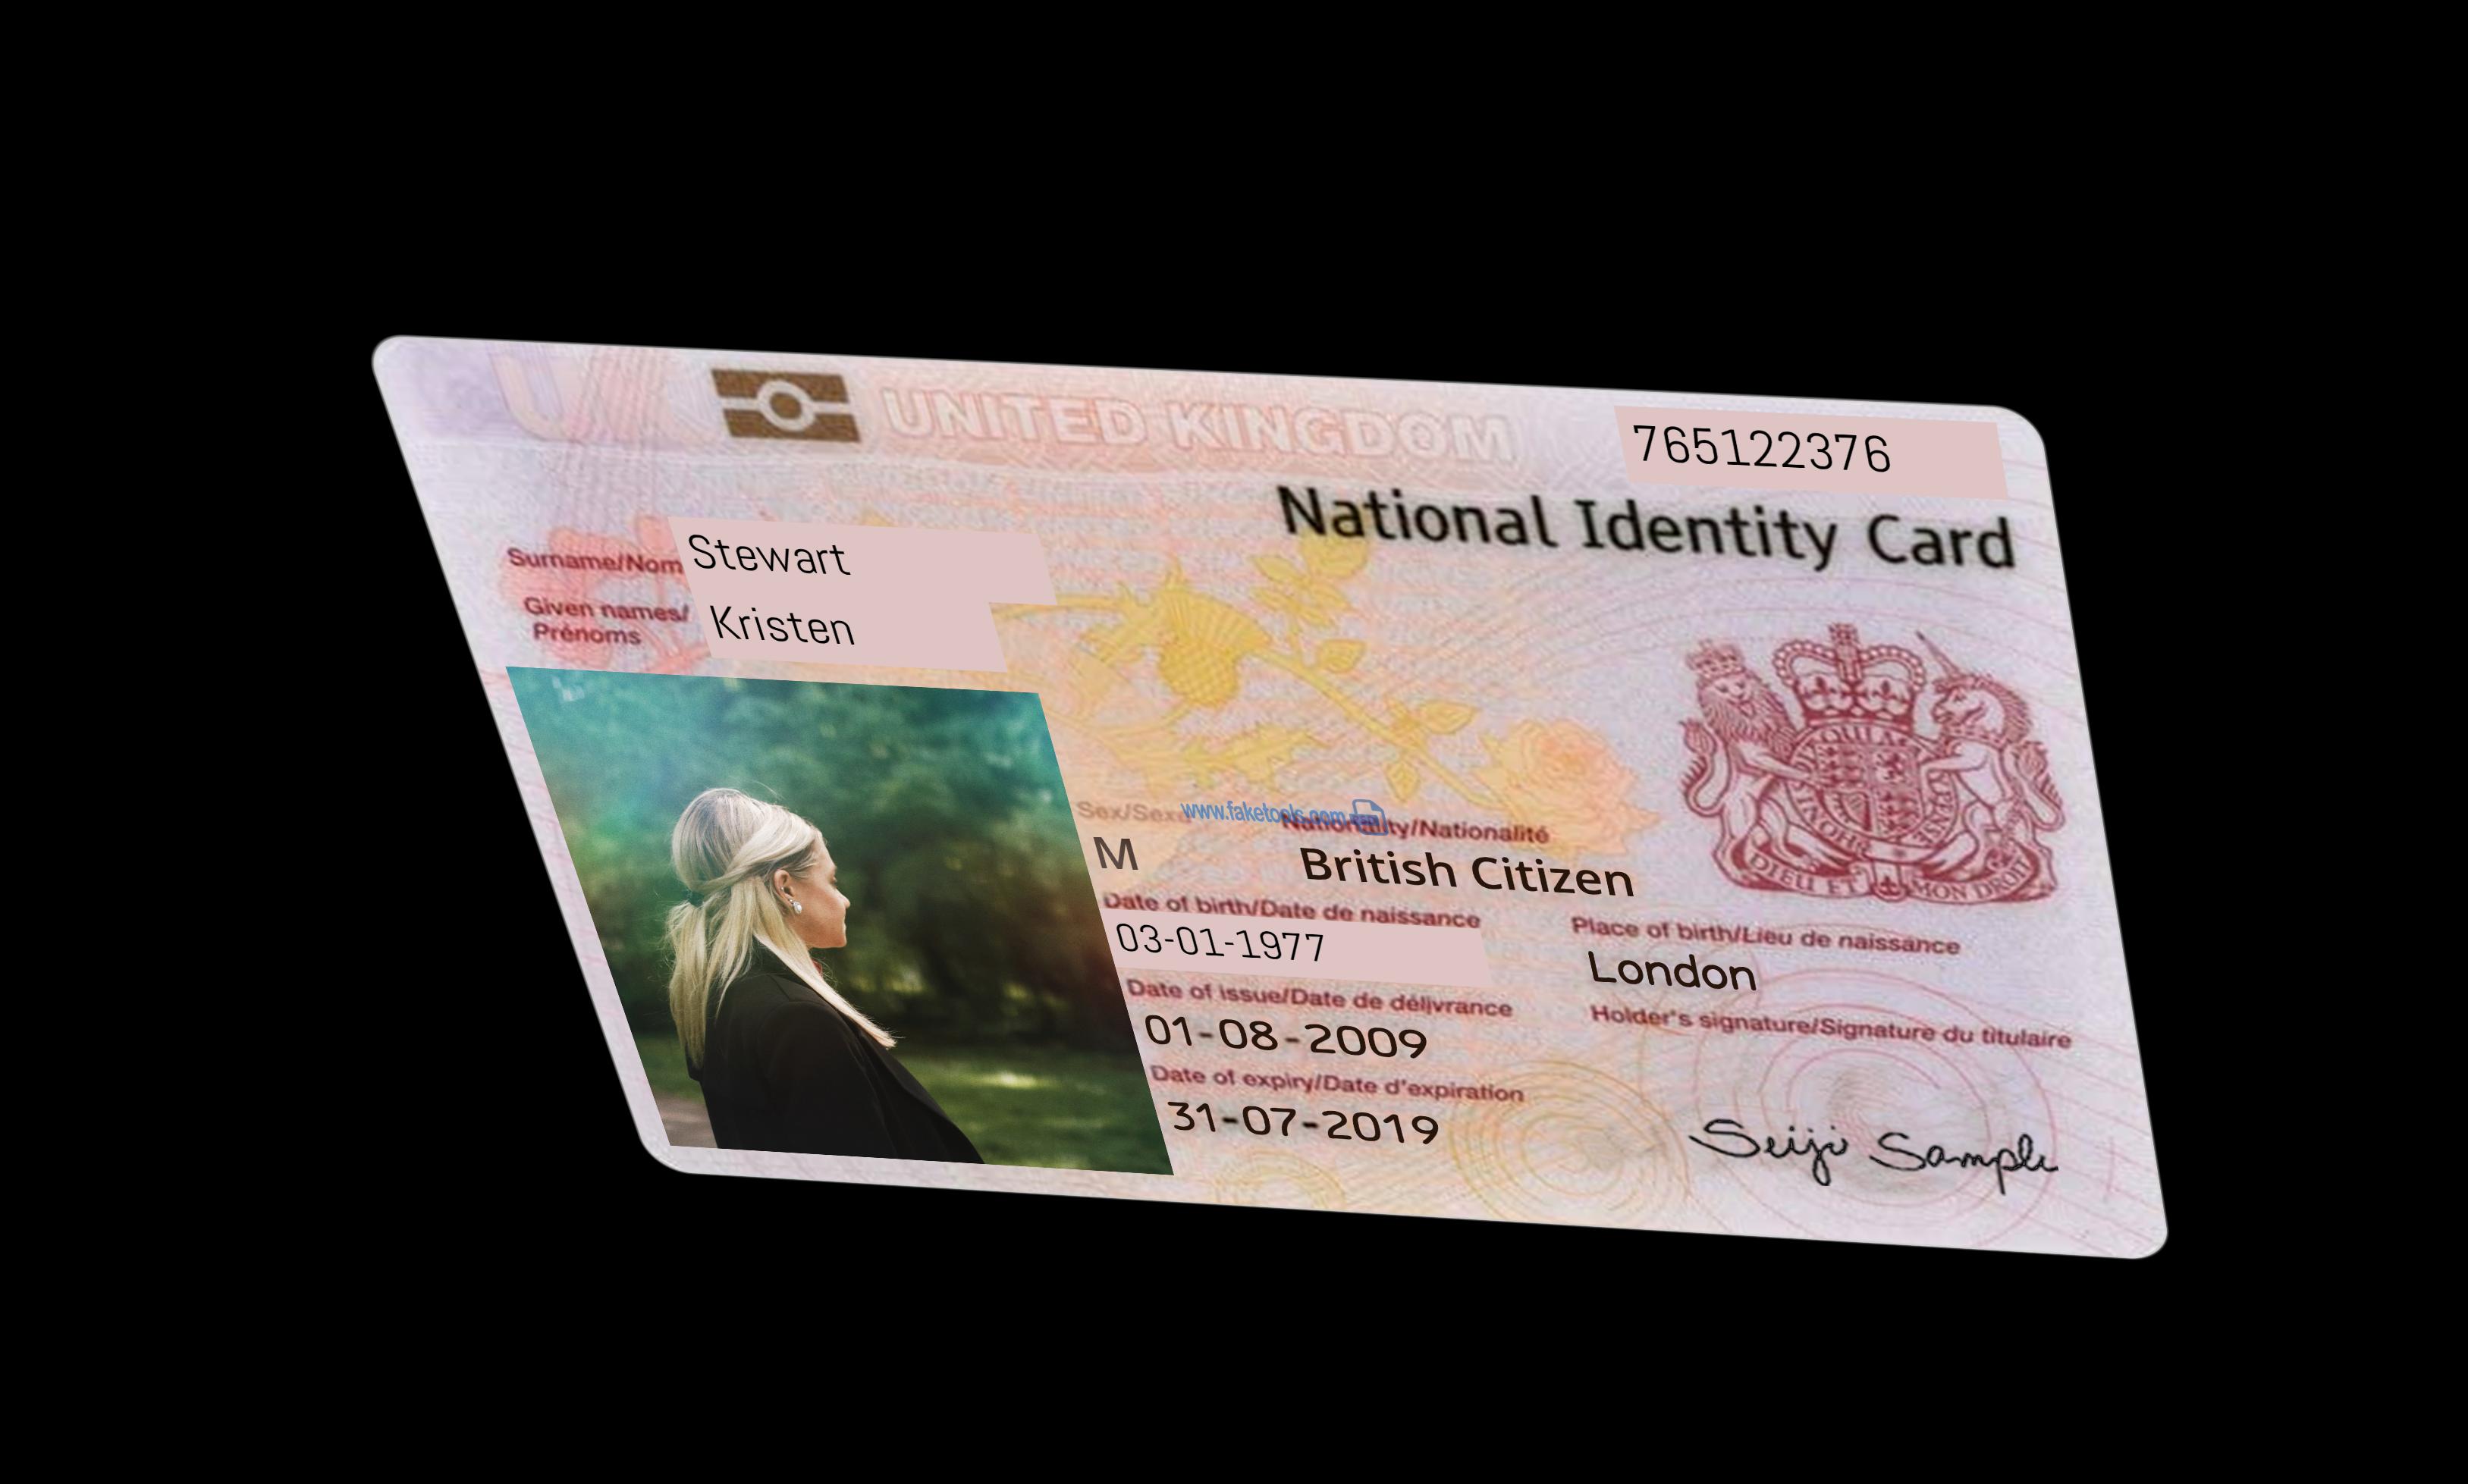 UK UNITED KINGDOM 765122376
National Identity Card
Surname/Nom Stewart
Given names/ Kristen
Prénoms
Sex/Sexe www.faketools.com Nationality/Nationalité
M British Citizen
Date of birth/Date de naissance Place of birth/Lieu de naissance
03-01-1977 London
Date of issue/Date de délivrance Holder's signature/Signature du titulaire
01-08-2009
Date of expiry/Date d'expiration
31-07-2019 Seiji Sample
DIEU ET MON DROIT